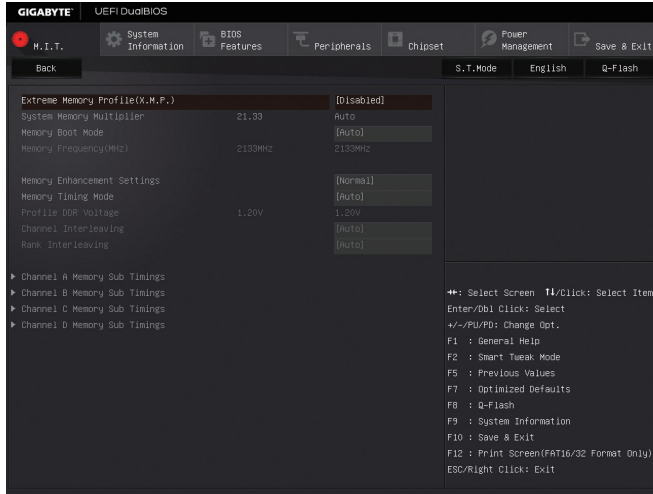 GIGABYTE™ UEFI DualBIOS
M.I.T. System Information BIOS Features Peripherals Chipset Power Management Save & Exit
Back S.T.Mode English Q-Flash
Extreme Memory Profile(X.M.P.) [Disabled]
System Memory Multiplier 21.33 Auto
Memory Boot Mode [Auto]
Memory Frequency(MHz) 2133MHz 2133MHz
Memory Enhancement Settings [Normal]
Memory Timing Mode [Auto]
Profile DDR Voltage 1.20V 1.20V
Channel Interleaving [Auto]
Rank Interleaving [Auto]
Channel A Memory Sub Timings
Channel B Memory Sub Timings
Channel C Memory Sub Timings
Channel D Memory Sub Timings
→←: Select Screen ↑↓/Click: Select Item
Enter/Dbl Click: Select
+/-/PU/PD: Change Opt.
F1 : General Help
F2 : Smart Tweak Mode
F5 : Previous Values
F7 : Optimized Defaults
F8 : Q-Flash
F9 : System Information
F10 : Save & Exit
F12 : Print Screen(FAT16/32 Format Only)
ESC/Right Click: Exit